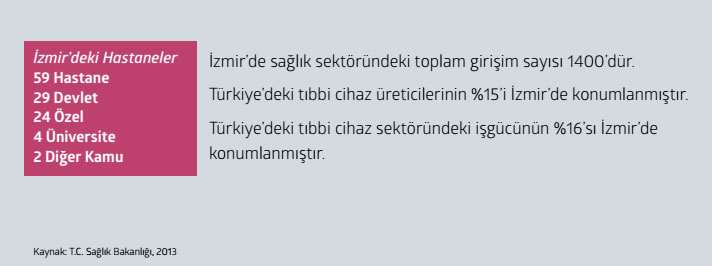 İzmir'deki Hastaneler
59 Hastane
29 Devlet
24 Özel
4 Üniversite
2 Diğer Kamu
İzmir'de sağlık sektöründeki toplam girişim sayısı 1400'dür.
Türkiye'deki tıbbi cihaz üreticilerinin %15'i İzmir'de konumlanmıştır.
Türkiye'deki tıbbi cihaz sektöründeki işgücünün %16'sı İzmir'de
konumlanmıştır.
Kaynak: T.C. Sağlık Bakanlığı, 2013